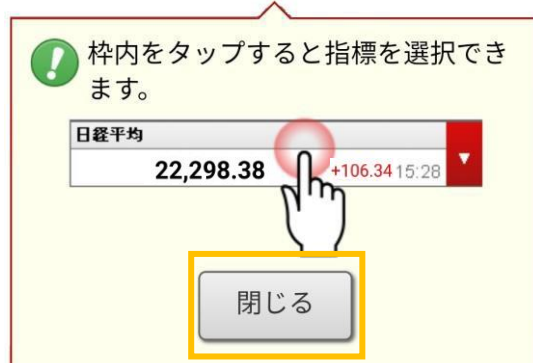 枠内をタップすると指標を選択でき
ます。
日経平均
22,298.38 +106.34 15:28
閉じる